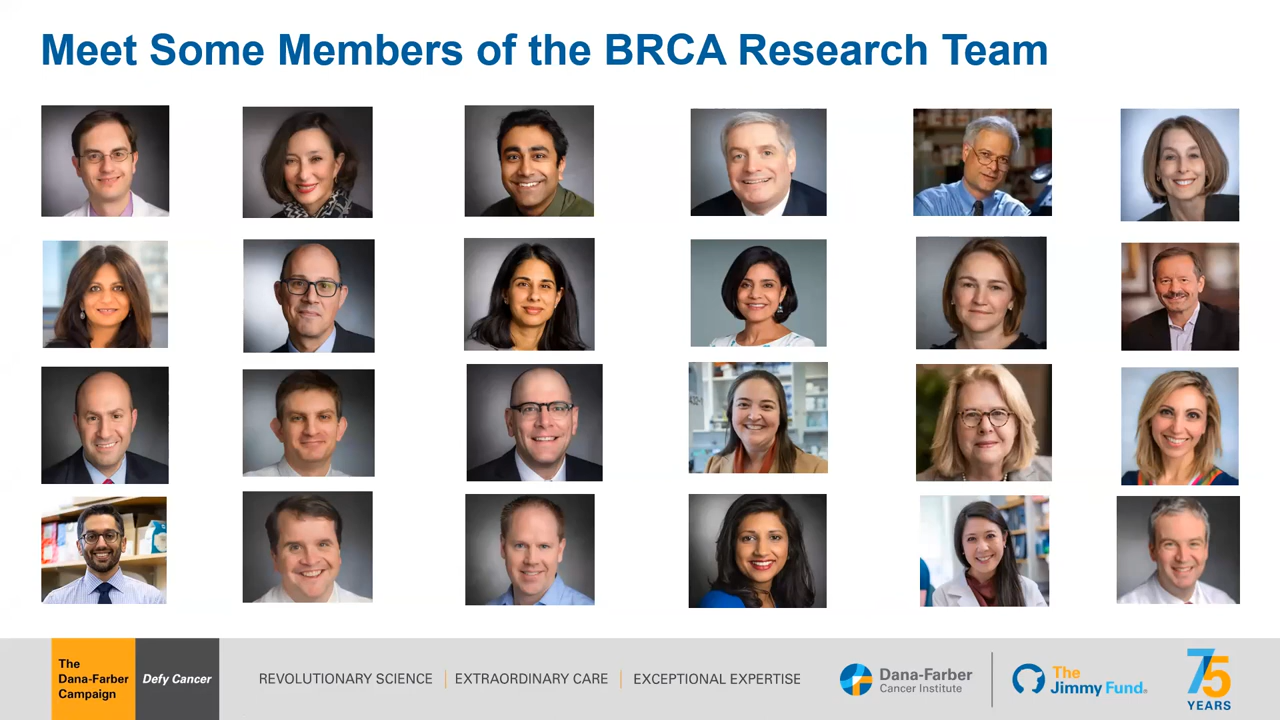 Meet Some Members of the BRCA Research Team
The
Dana-Farber
Campaign
Defy Cancer
REVOLUTIONARY SCIENCE | EXTRAORDINARY CARE | EXCEPTIONAL EXPERTISE
Dana-Farber
Cancer Institute
The
Jimmy Fund®
75
YEARS